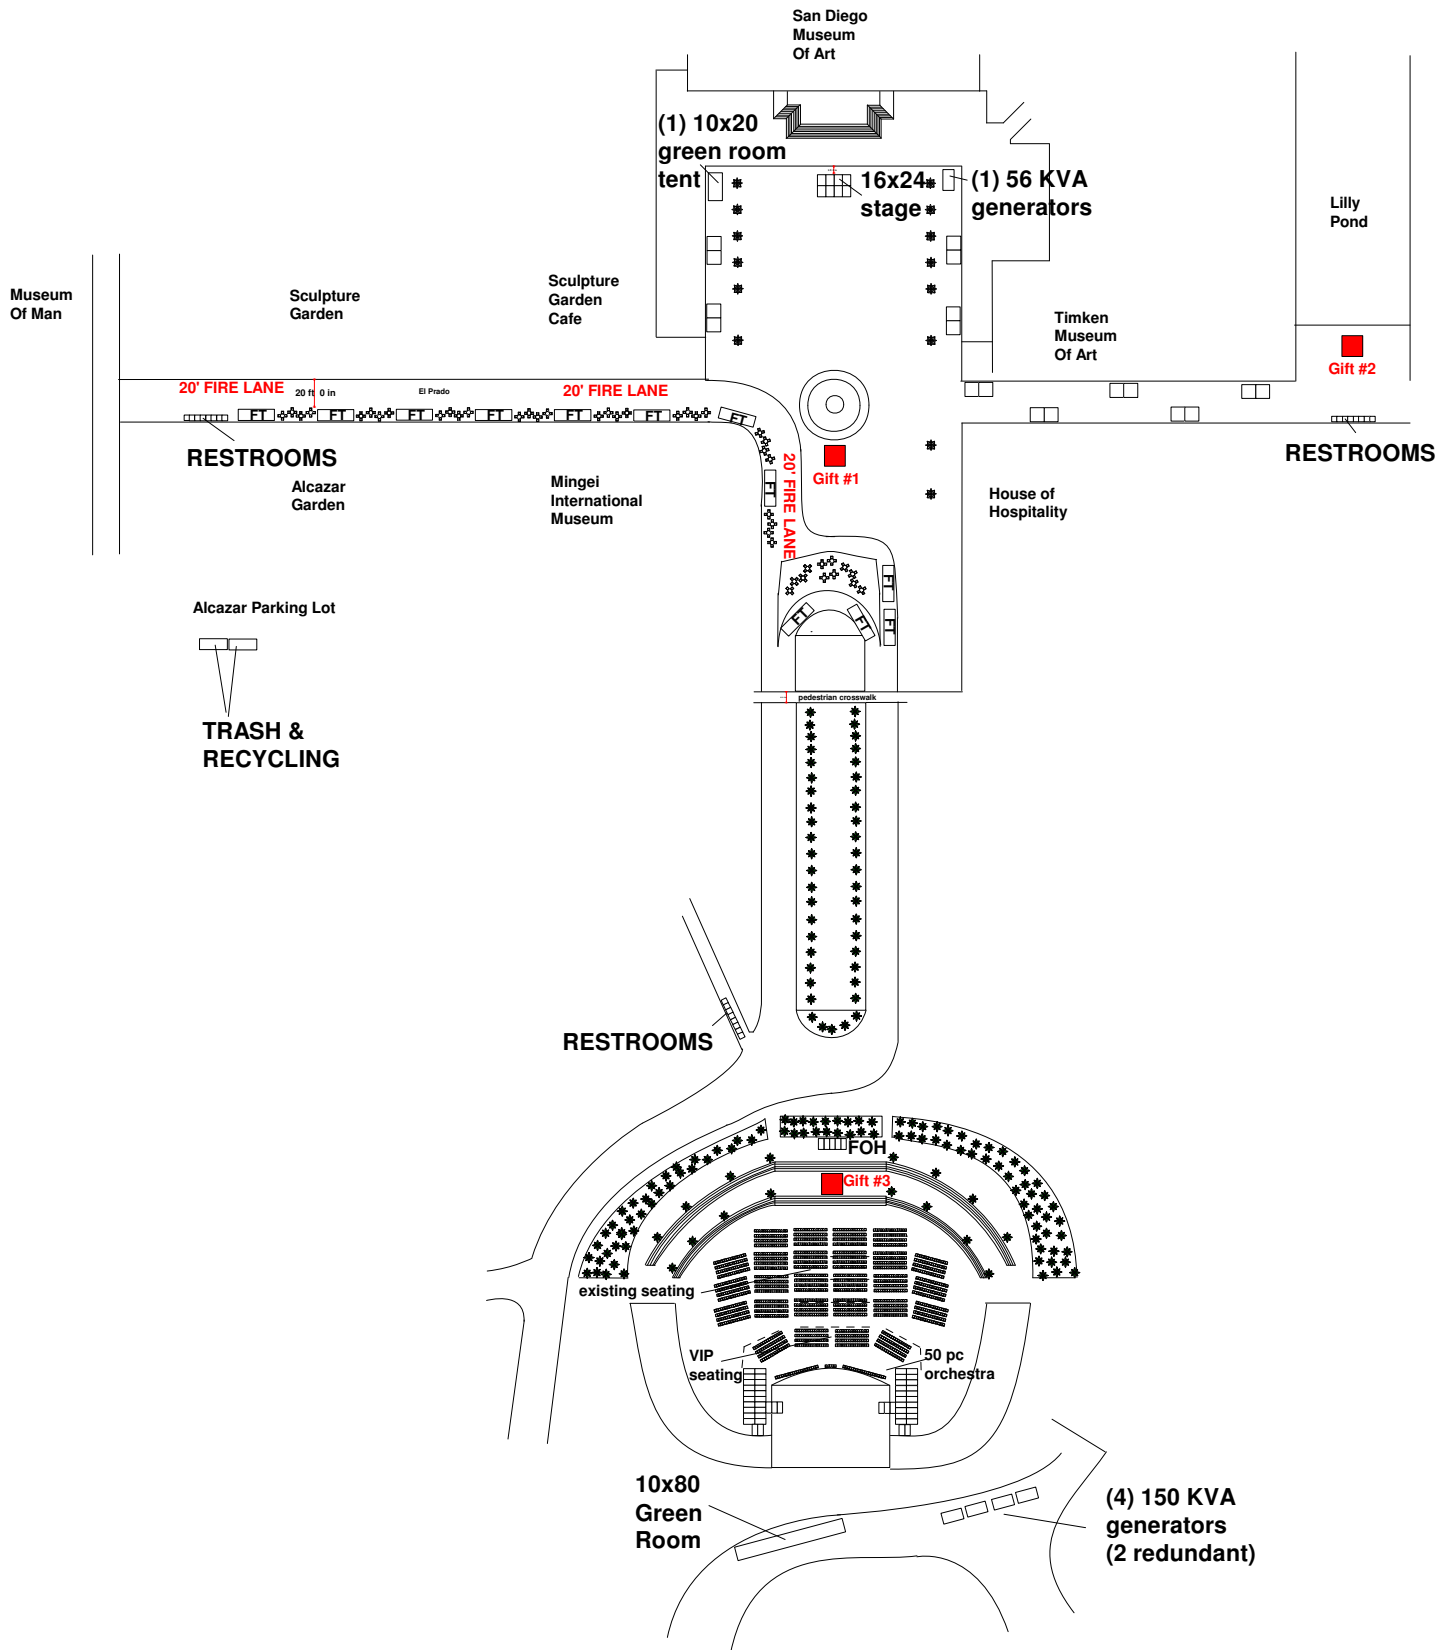 San Diego
Museum
Of Art
(1) 10x20
green room
tent
16x24
stage
(1) 56 KVA
generators
Lilly
Pond
Museum
Of Man
Sculpture
Garden
Sculpture
Garden
Cafe
Timken
Museum
Of Art
Gift #2
20' FIRE LANE
20 ft 0 in
El Prado
20' FIRE LANE
FT
FT
FT
FT
FT
FT
FT
RESTROOMS
RESTROOMS
Gift #1
20' FIRE LANE
FT
Alcazar
Garden
Mingei
International
Museum
House of
Hospitality
FT
FT
FT
FT
Alcazar Parking Lot
TRASH &
RECYCLING
pedestrian crosswalk
RESTROOMS
FOH
Gift #3
existing seating
VIP
seating
50 pc
orchestra
10x80
Green
Room
(4) 150 KVA
generators
(2 redundant)